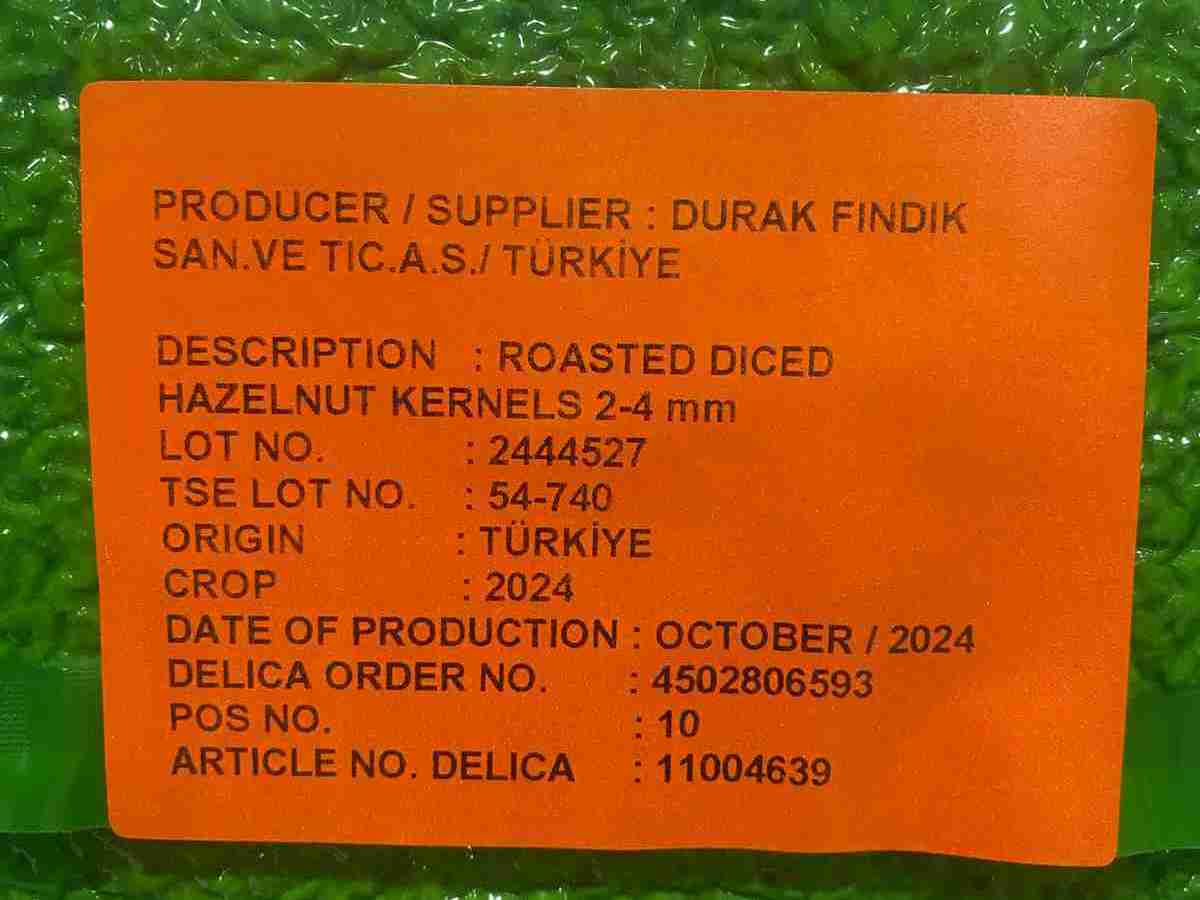 PRODUCER / SUPPLIER : DURAK FINDIK
SAN.VE TIC.A.S./ TÜRKİYE
DESCRIPTION : ROASTED DICED
HAZELNUT KERNELS 2-4 mm
LOT NO. : 2444527
TSE LOT NO. : 54-740
ORIGIN : TÜRKİYE
CROP : 2024
DATE OF PRODUCTION : OCTOBER / 2024
DELICA ORDER NO. : 4502806593
POS NO. : 10
ARTICLE NO. DELICA : 11004639